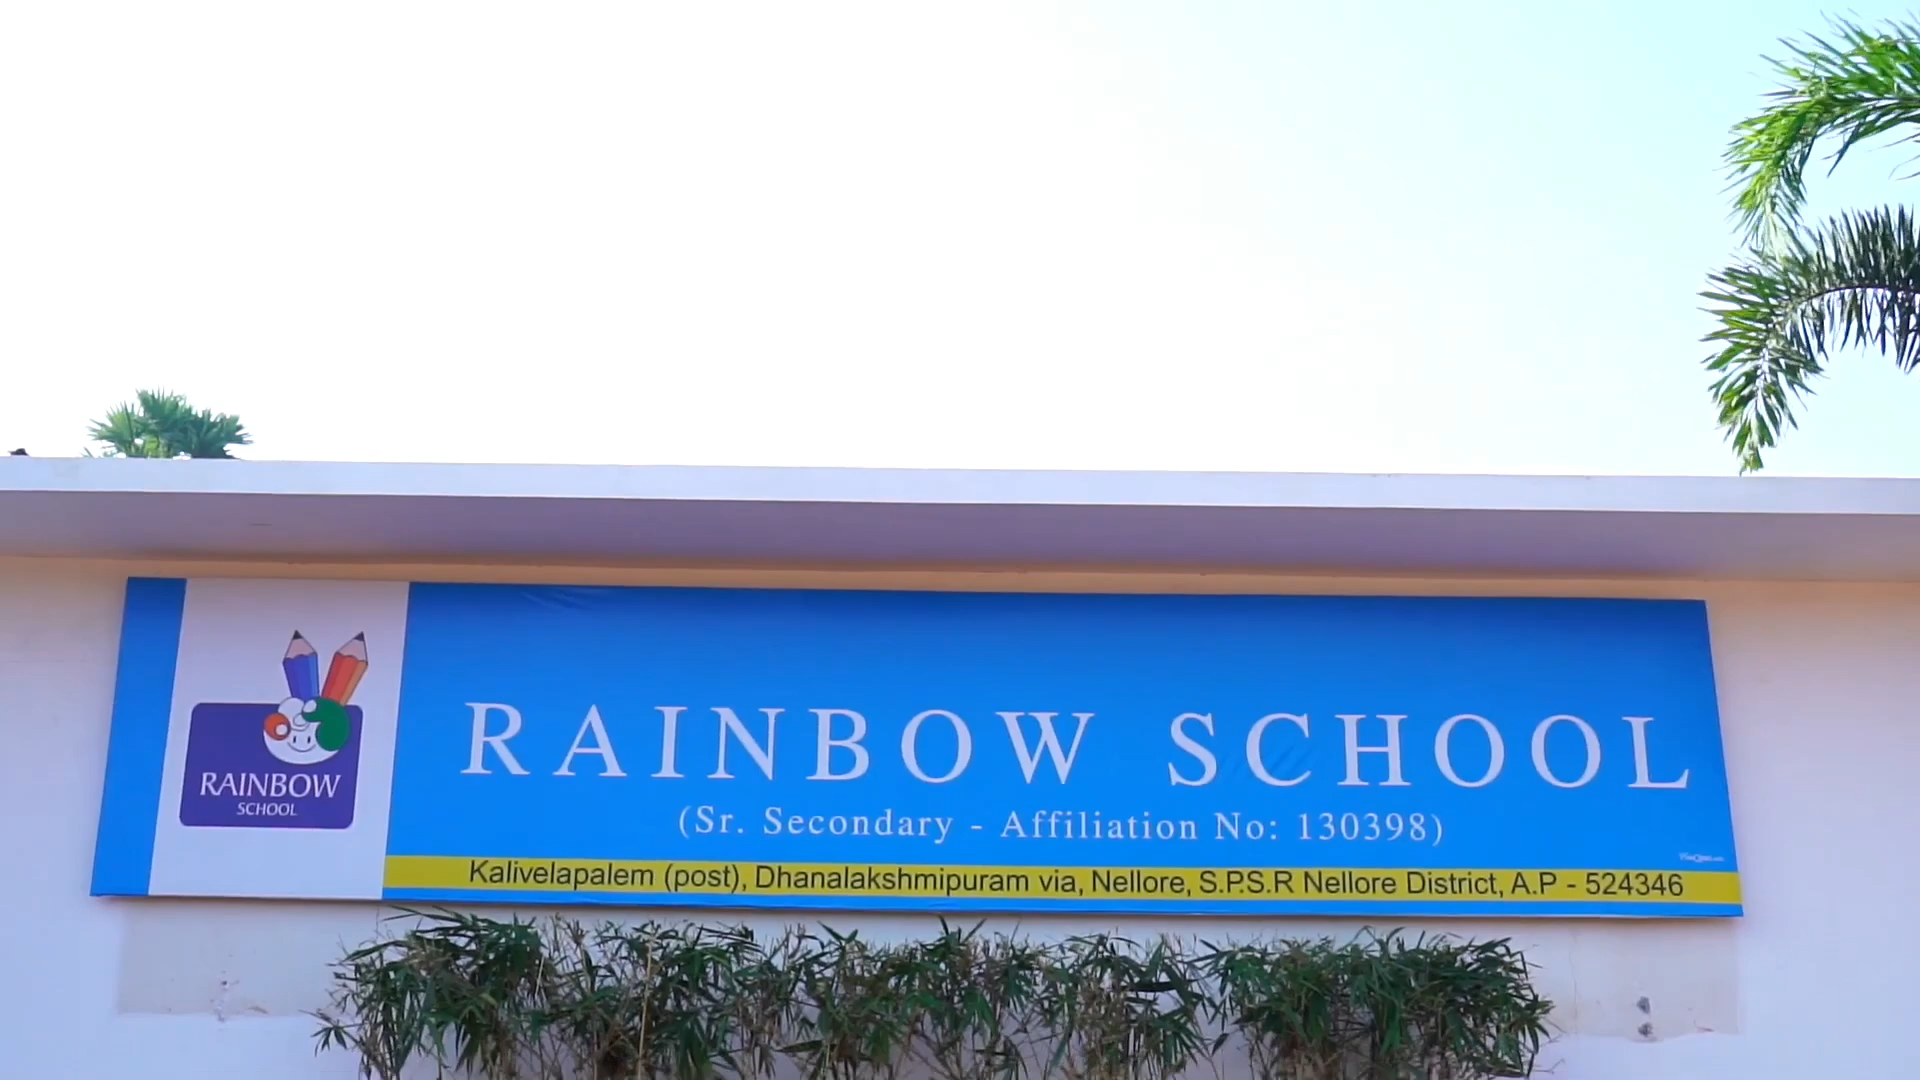 RAINBOW
SCHOOL
RAINBOW SCHOOL
(Sr. Secondary - Affiliation No: 130398)
Kalivelapalem (post), Dhanalakshmipuram via, Nellore, S.P.S.R Nellore District, A.P - 524346